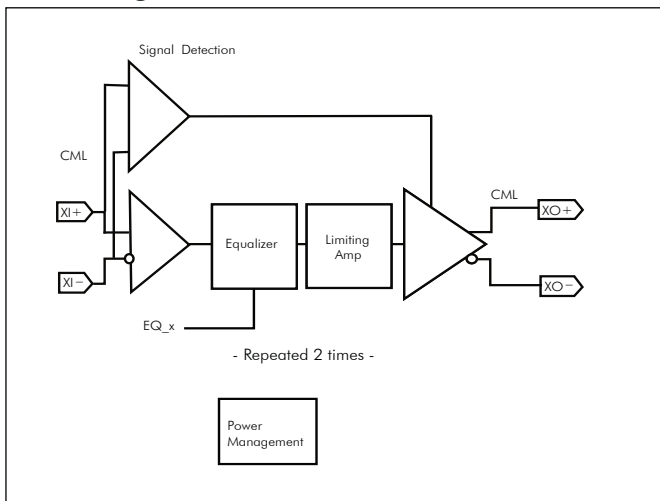 Signal Detection
CML
XI+
XI−
Equalizer
Limiting
Amp
CML
XO+
XO−
EQ_x
- Repeated 2 times -
Power
Management